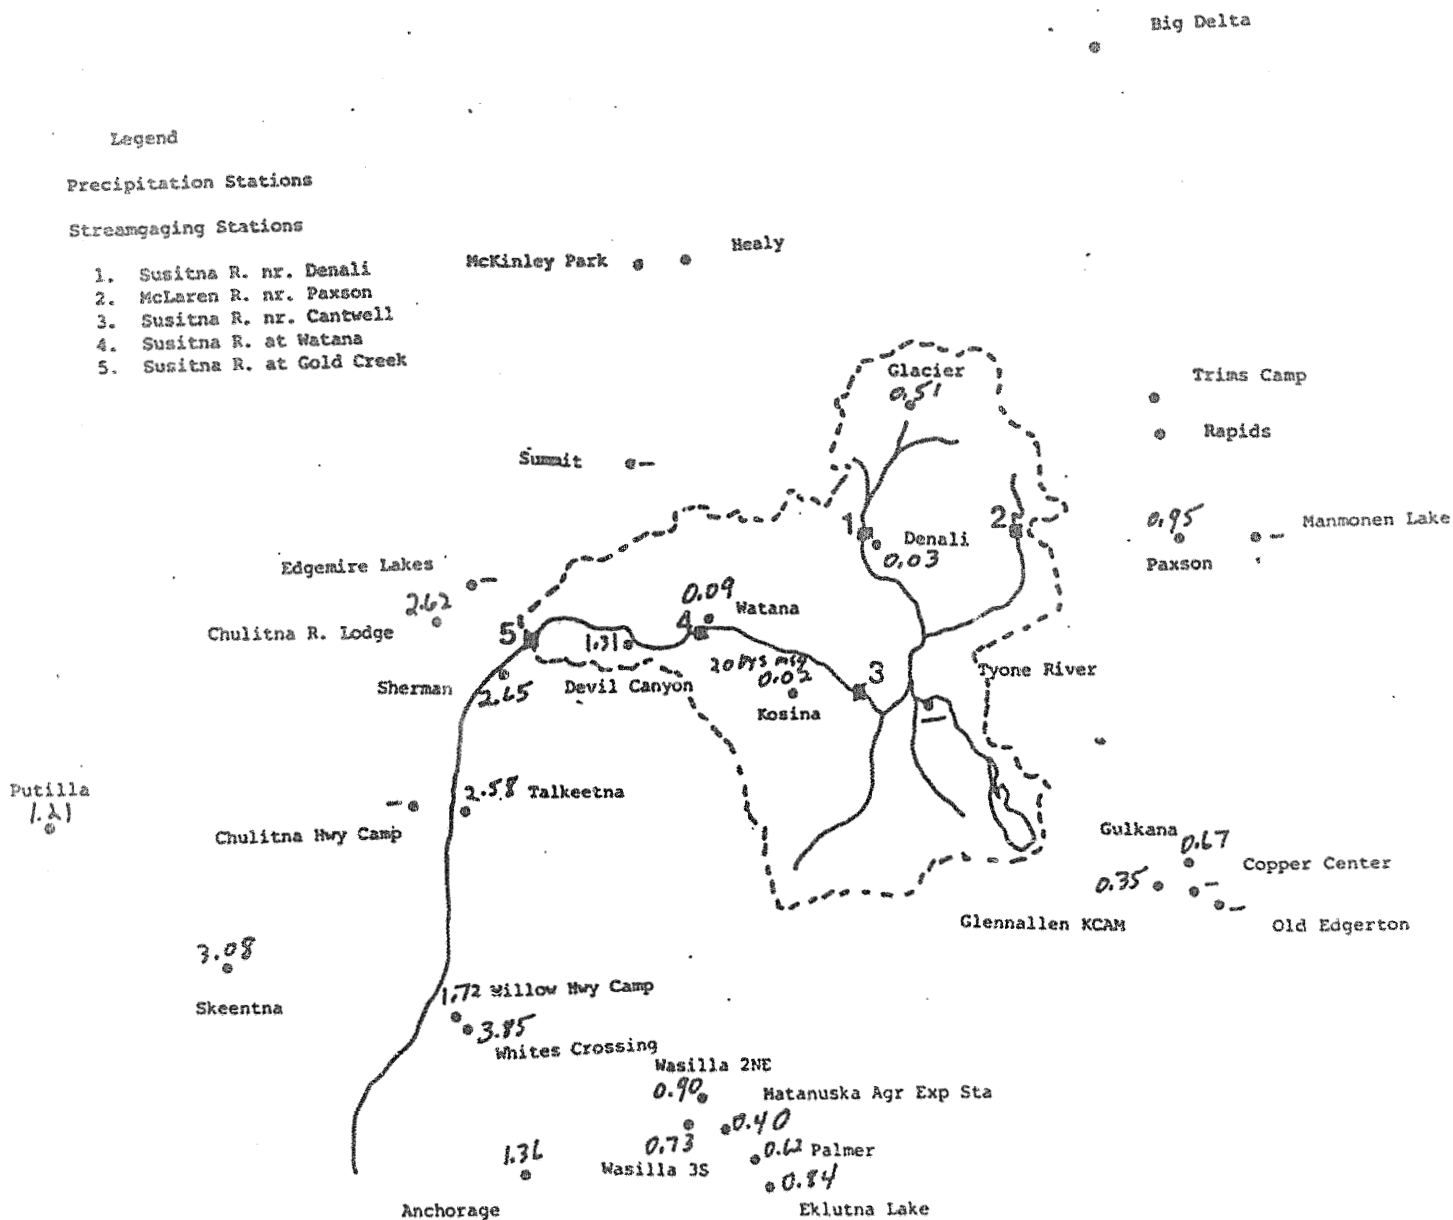 Big Delta
Legend
Precipitation Stations
Streamgaging Stations
1. Susitna R. nr. Denali
2. McLaren R. nr. Paxson
3. Susitna R. nr. Cantwell
4. Susitna R. at Watana
5. Susitna R. at Gold Creek
McKinley Park
Healy
Glacier
0.51
Trims Camp
Rapids
Summit –
1
2
Denali
0.03
0.95
Paxson
– Manmonen Lake
Edgemire Lakes –
2.62
Chulitna R. Lodge
5
1.31
Devil Canyon
4
0.09
Watana
20 Dys msg
0.02
Kosina
3
Tyone River
–
Sherman
2.65
Putilla
1.21
2.58 Talkeetna
–
Chulitna Hwy Camp
Gulkana
0.67
Copper Center
–
0.35
Glennallen KCAM
–
Old Edgerton
3.08
Skeentna
1.72 Willow Hwy Camp
3.85
Whites Crossing
Wasilla 2NE
0.90
Matanuska Agr Exp Sta
0.40
0.73
Wasilla 3S
0.62 Palmer
1.36
Anchorage
0.84
Eklutna Lake